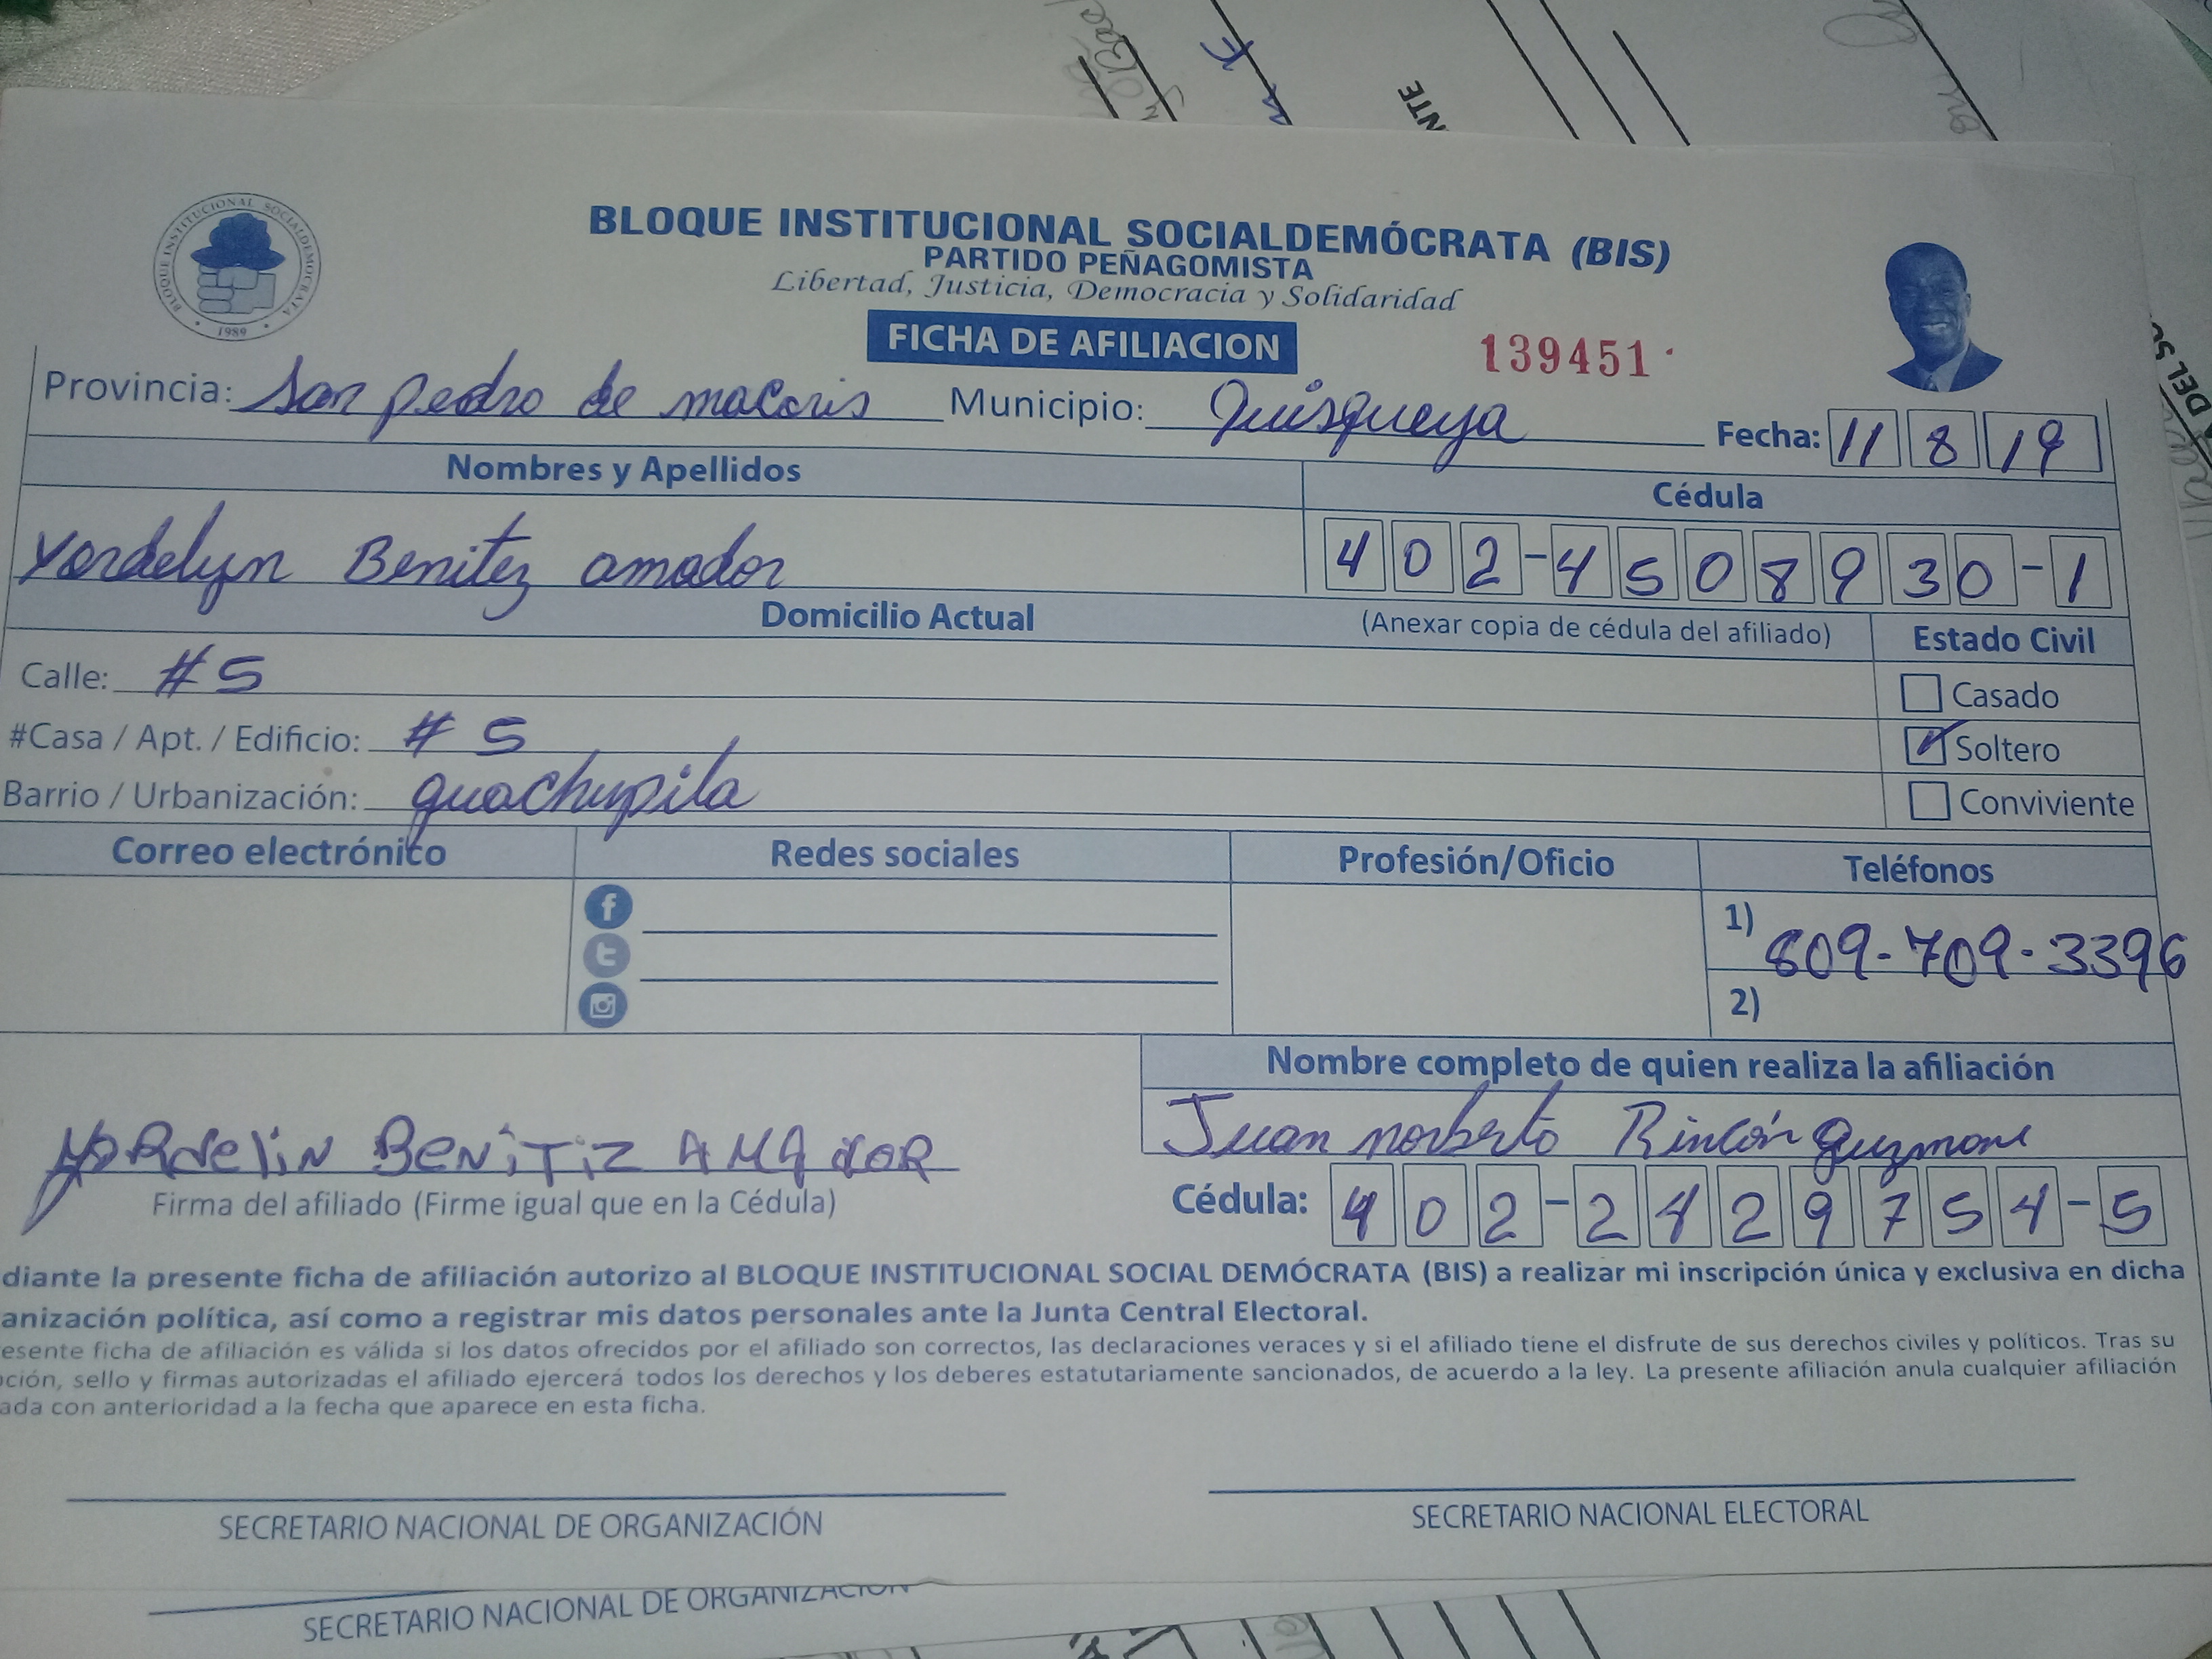 BLOQUE INSTITUCIONAL SOCIALDEMÓCRATA (BIS)
PARTIDO PEÑAGOMISTA
Libertad, Justicia, Democracia y Solidaridad
BLOQUE INSTITUCIONAL SOCIALDEMOCRATA
1989
FICHA DE AFILIACION 139451
Provincia: San pedro de macoris Municipio: Quisqueya Fecha: 11 8 19
Nombres y Apellidos Cédula
Yordelyn Benitez amador 402-4508930-1
Domicilio Actual (Anexar copia de cédula del afiliado) Estado Civil
Calle: #5 Casado
#Casa / Apt. / Edificio: #5 Soltero
Barrio / Urbanización: guachupila Conviviente
Correo electrónico Redes sociales Profesión/Oficio Teléfonos
1) 809-709-3396
2)
Nombre completo de quien realiza la afiliación
Juan norberto Rincón guzman
YORdeliN BENiTiZ AMADOR
Firma del afiliado (Firme igual que en la Cédula) Cédula: 402-2429754-5
diante la presente ficha de afiliación autorizo al BLOQUE INSTITUCIONAL SOCIAL DEMÓCRATA (BIS) a realizar mi inscripción única y exclusiva en dicha
anización política, así como a registrar mis datos personales ante la Junta Central Electoral.
esente ficha de afiliación es válida si los datos ofrecidos por el afiliado son correctos, las declaraciones veraces y si el afiliado tiene el disfrute de sus derechos civiles y políticos. Tras su
ción, sello y firmas autorizadas el afiliado ejercerá todos los derechos y los deberes estatutariamente sancionados, de acuerdo a la ley. La presente afiliación anula cualquier afiliación
ada con anterioridad a la fecha que aparece en esta ficha.
SECRETARIO NACIONAL DE ORGANIZACIÓN SECRETARIO NACIONAL ELECTORAL
SECRETARIO NACIONAL DE ORGANIZACIÓN
NTE
DEL SO